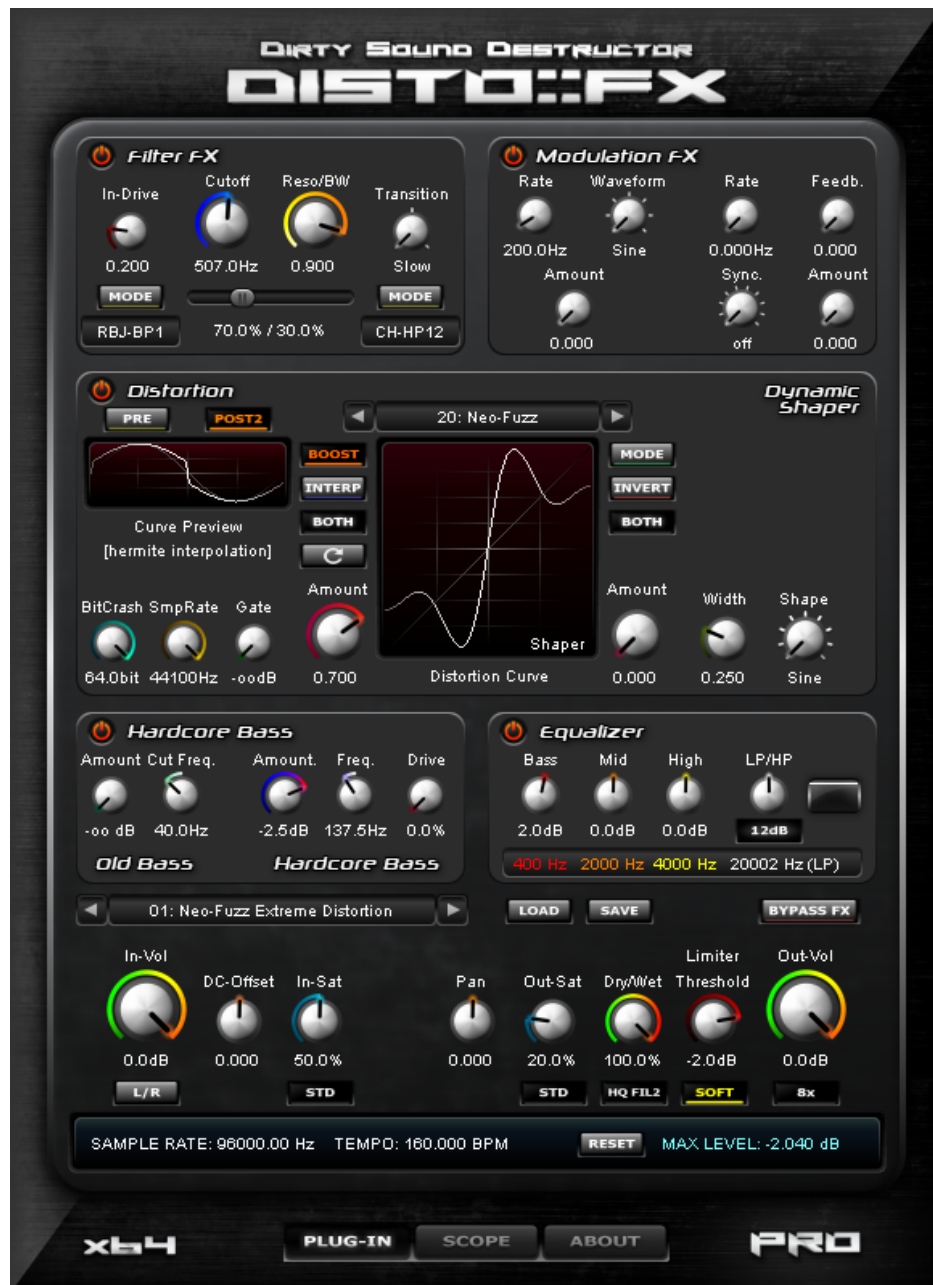 Dirty Sound Destructor
DISTO::FX
Filter FX
In-Drive Cutoff Reso/BW Transition
0.200 507.0Hz 0.900 Slow
MODE MODE
RBJ-BP1 70.0% / 30.0% CH-HP12
Modulation FX
Rate Waveform Rate Feedb.
200.0Hz Sine 0.000Hz 0.000
Amount Sync. Amount
0.000 off 0.000
Distortion
Dynamic
Shaper
PRE POST2 20: Neo-Fuzz
BOOST MODE
INTERP INVERT
BOTH BOTH
Curve Preview
[hermite interpolation]
BitCrash SmpRate Gate Amount
64.0bit 44100Hz -oodB 0.700
Shaper
Distortion Curve
Amount Width Shape
0.000 0.250 Sine
Hardcore Bass
Amount Cut Freq. Amount. Freq. Drive
-oo dB 40.0Hz -2.5dB 137.5Hz 0.0%
Old Bass Hardcore Bass
Equalizer
Bass Mid High LP/HP
2.0dB 0.0dB 0.0dB 12dB
400 Hz 2000 Hz 4000 Hz 20002 Hz (LP)
01: Neo-Fuzz Extreme Distortion LOAD SAVE BYPASS FX
In-Vol DC-Offset In-Sat Pan Out-Sat Dry/Wet Limiter Threshold Out-Vol
0.0dB 0.000 50.0% 0.000 20.0% 100.0% -2.0dB 0.0dB
L/R STD STD HQ FIL2 SOFT 8x
SAMPLE RATE: 96000.00 Hz TEMPO: 160.000 BPM RESET MAX LEVEL: -2.040 dB
x64 PLUG-IN SCOPE ABOUT PRO